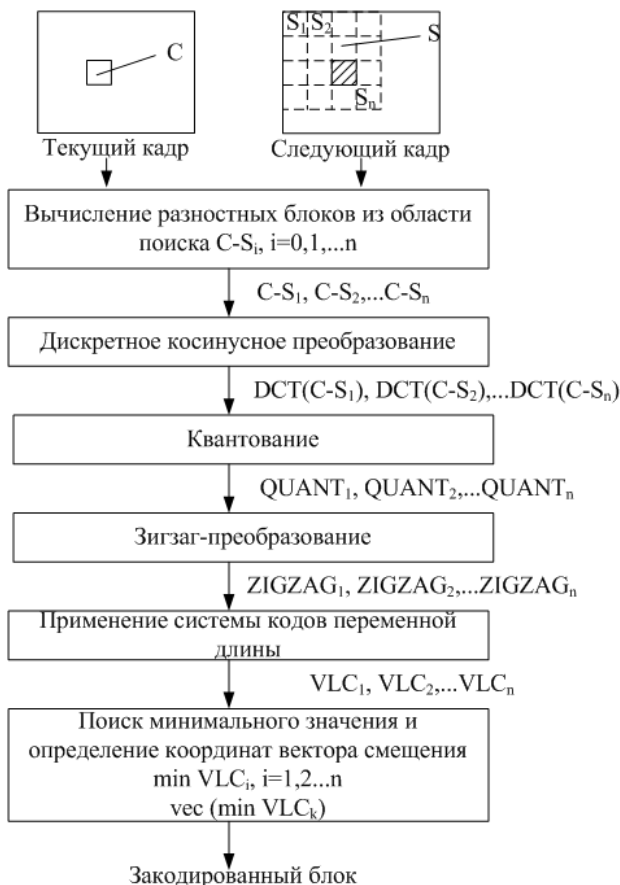 C
S₁ S₂
S
Sₙ
Текущий кадр
Следующий кадр
Вычисление разностных блоков из области
поиска C-Sᵢ, i=0,1,...n
C-S₁, C-S₂,...C-Sₙ
Дискретное косинусное преобразование
DCT(C-S₁), DCT(C-S₂),...DCT(C-Sₙ)
Квантование
QUANT₁, QUANT₂,...QUANTₙ
Зигзаг-преобразование
ZIGZAG₁, ZIGZAG₂,...ZIGZAGₙ
Применение системы кодов переменной
длины
VLC₁, VLC₂,...VLCₙ
Поиск минимального значения и
определение координат вектора смещения
min VLCᵢ, i=1,2...n
vec (min VLCₖ)
Закодированный блок